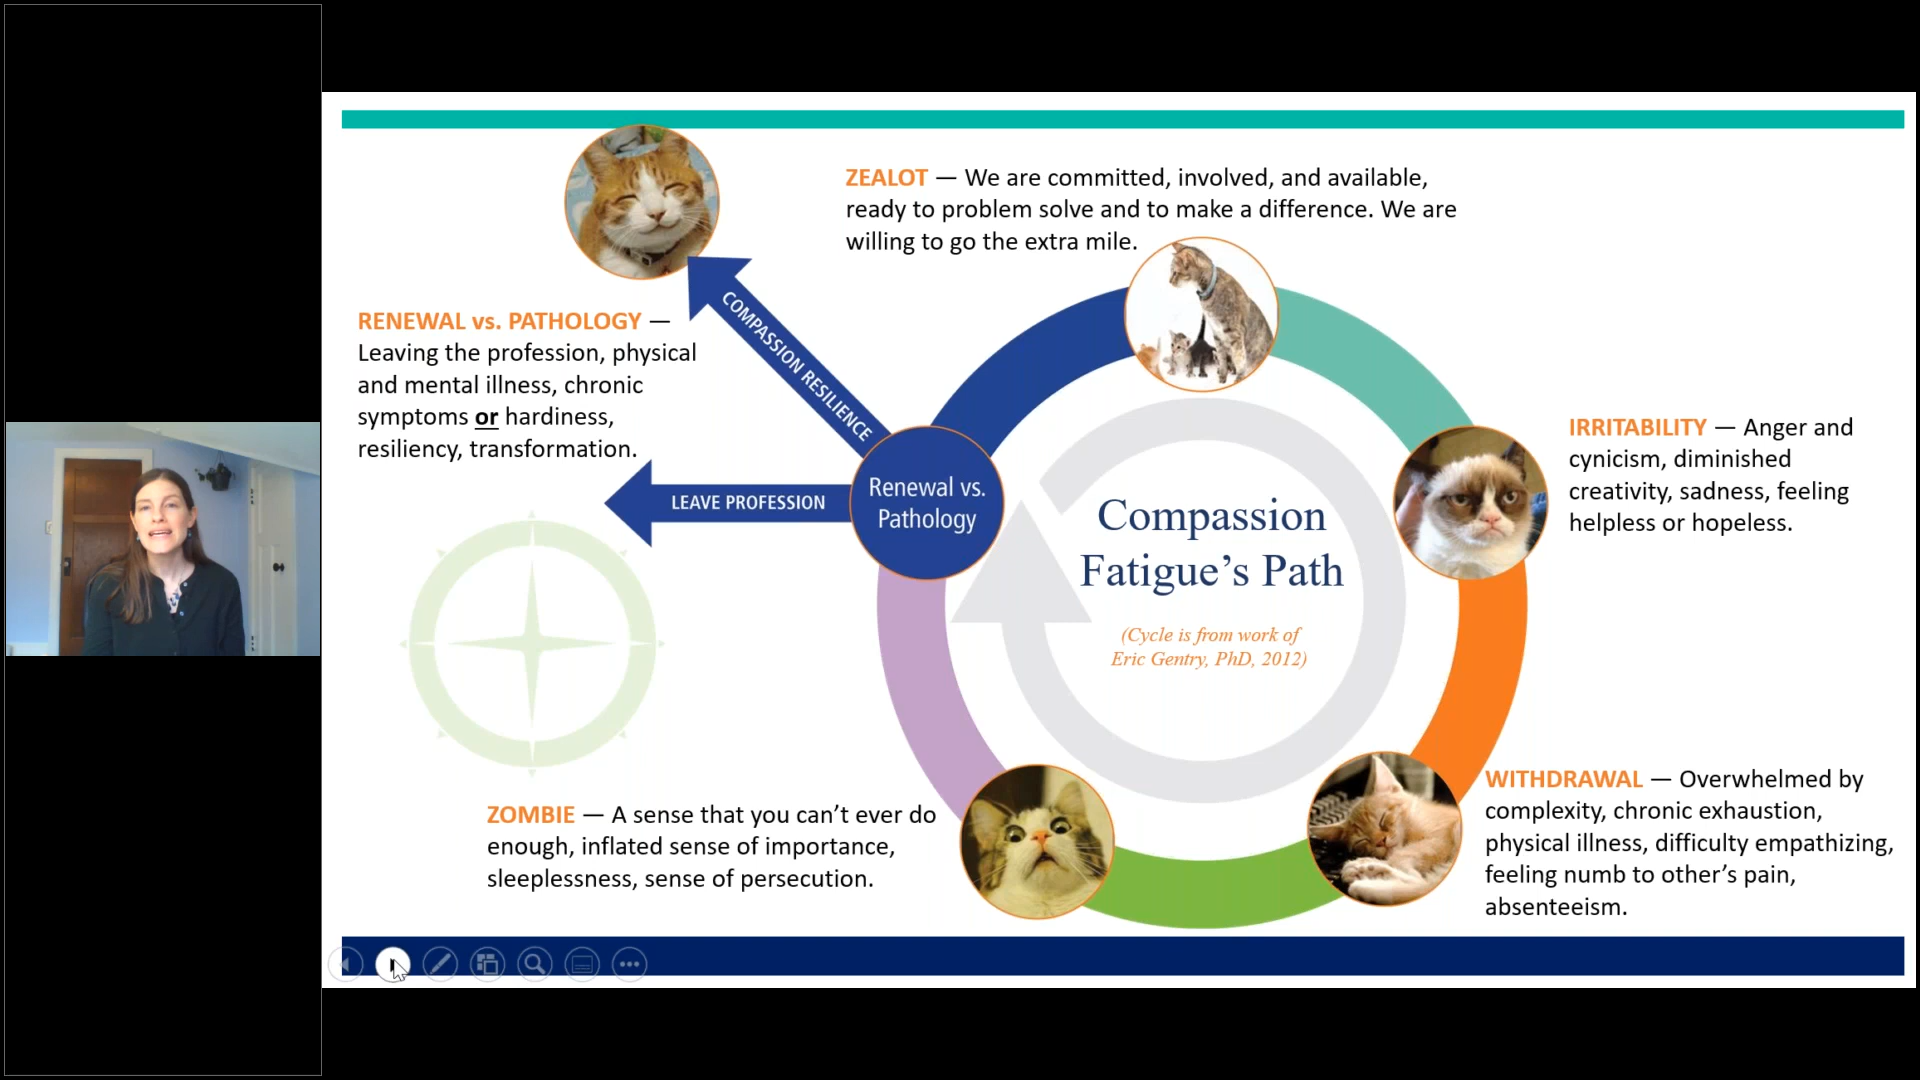 ZEALOT — We are committed, involved, and available,
ready to problem solve and to make a difference. We are
willing to go the extra mile.
RENEWAL vs. PATHOLOGY —
Leaving the profession, physical
and mental illness, chronic
symptoms or hardiness,
resiliency, transformation.
COMPASSION RESILIENCE
LEAVE PROFESSION
Renewal vs.
Pathology
Compassion
Fatigue’s Path
(Cycle is from work of
Eric Gentry, PhD, 2012)
IRRITABILITY — Anger and
cynicism, diminished
creativity, sadness, feeling
helpless or hopeless.
WITHDRAWAL — Overwhelmed by
complexity, chronic exhaustion,
physical illness, difficulty empathizing,
feeling numb to other’s pain,
absenteeism.
ZOMBIE — A sense that you can’t ever do
enough, inflated sense of importance,
sleeplessness, sense of persecution.